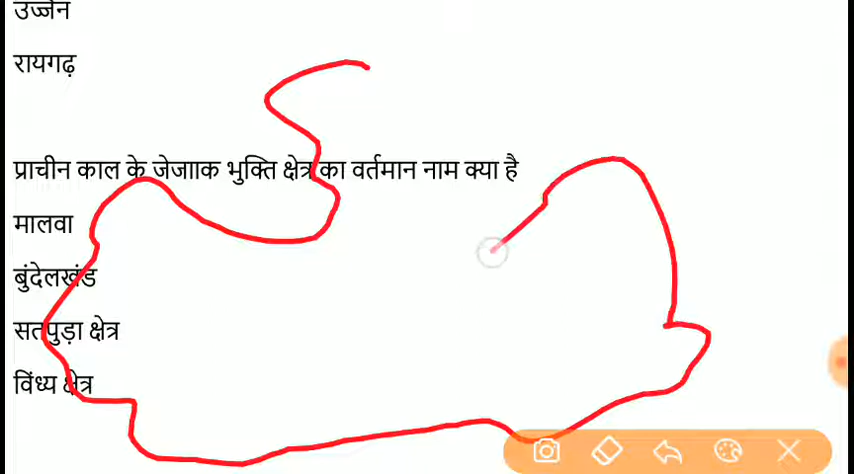 उज्जैन
रायगढ़
प्राचीन काल के जेजााक भुक्ति क्षेत्र का वर्तमान नाम क्या है
मालवा
बुंदेलखंड
सतपुड़ा क्षेत्र
विंध्य क्षेत्र